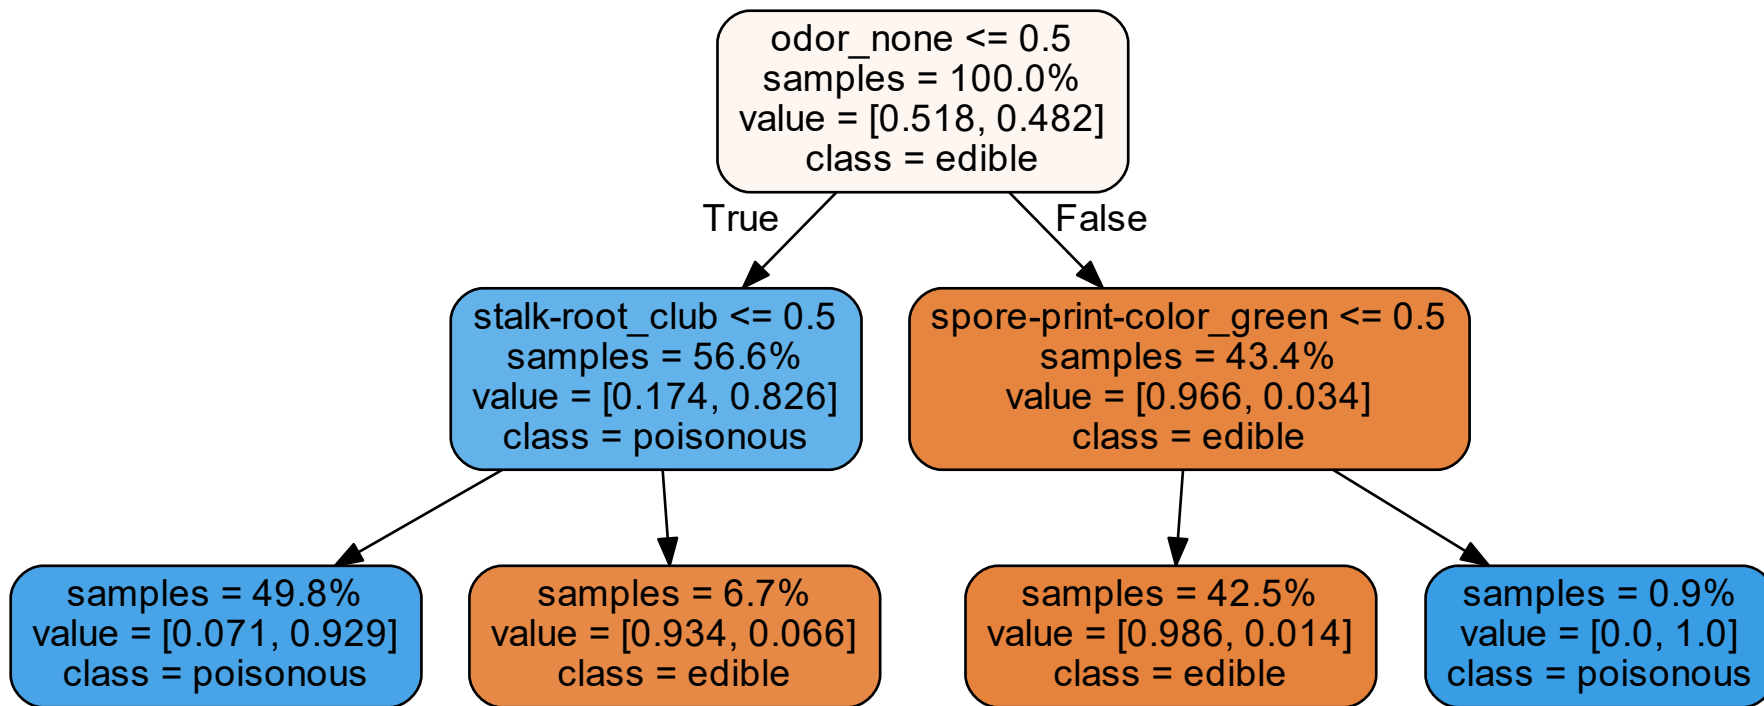 odor_none <= 0.5
samples = 100.0%
value = [0.518, 0.482]
class = edible
True
False
stalk-root_club <= 0.5
samples = 56.6%
value = [0.174, 0.826]
class = poisonous
spore-print-color_green <= 0.5
samples = 43.4%
value = [0.966, 0.034]
class = edible
samples = 49.8%
value = [0.071, 0.929]
class = poisonous
samples = 6.7%
value = [0.934, 0.066]
class = edible
samples = 42.5%
value = [0.986, 0.014]
class = edible
samples = 0.9%
value = [0.0, 1.0]
class = poisonous